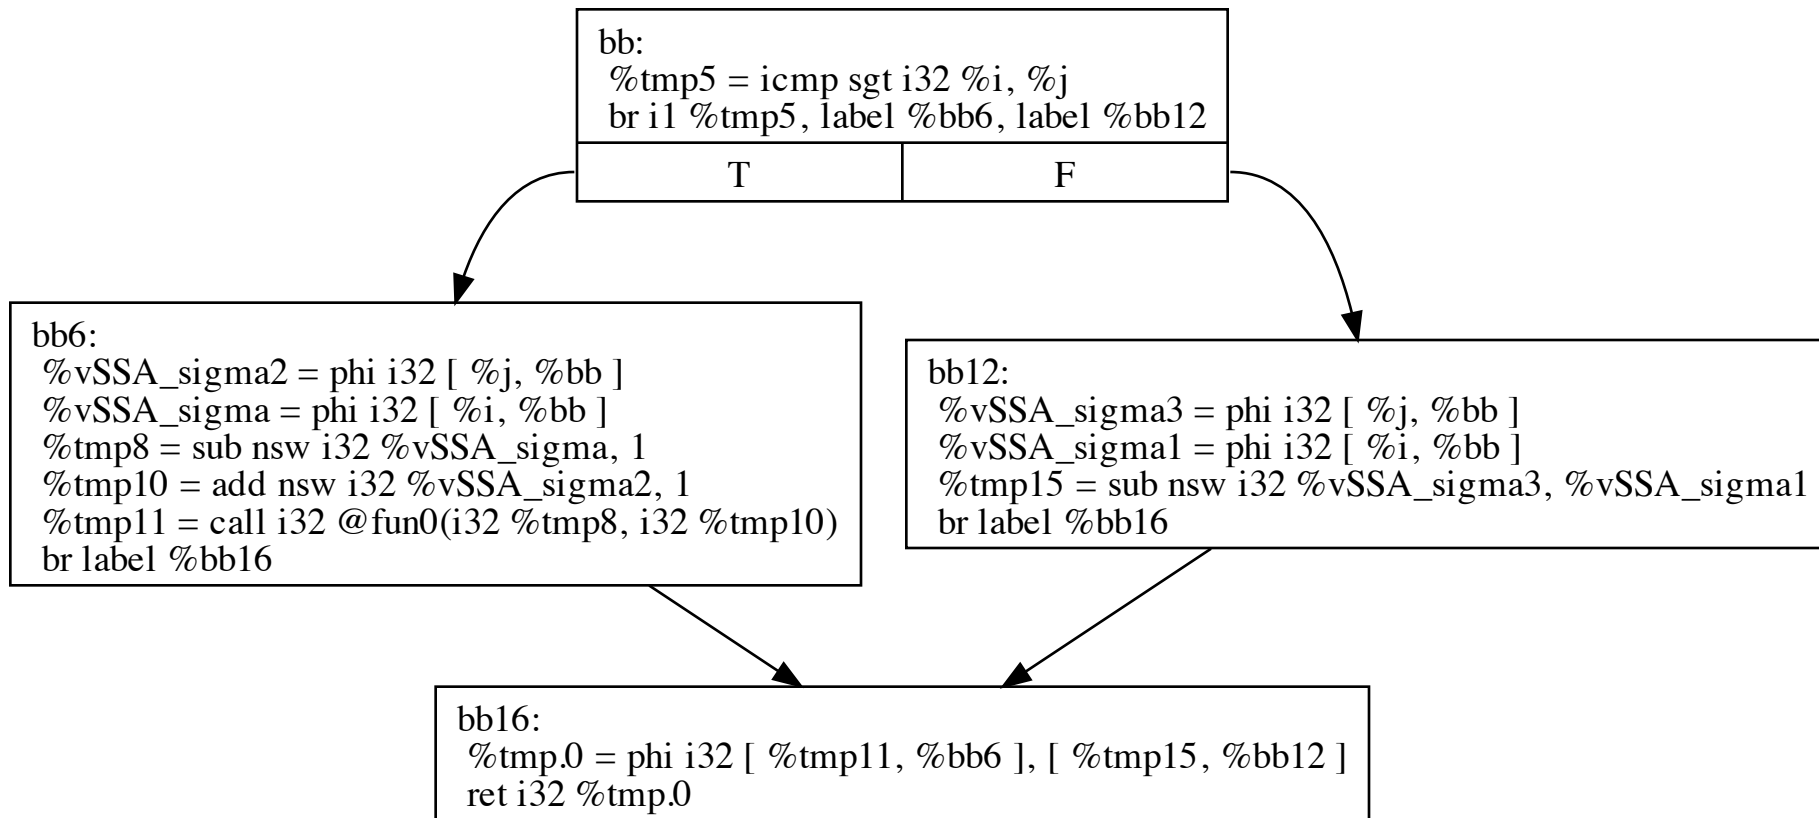 bb:
%tmp5 = icmp sgt i32 %i, %j
br i1 %tmp5, label %bb6, label %bb12
T
F
bb6:
%vSSA_sigma2 = phi i32 [ %j, %bb ]
%vSSA_sigma = phi i32 [ %i, %bb ]
%tmp8 = sub nsw i32 %vSSA_sigma, 1
%tmp10 = add nsw i32 %vSSA_sigma2, 1
%tmp11 = call i32 @fun0(i32 %tmp8, i32 %tmp10)
br label %bb16
bb12:
%vSSA_sigma3 = phi i32 [ %j, %bb ]
%vSSA_sigma1 = phi i32 [ %i, %bb ]
%tmp15 = sub nsw i32 %vSSA_sigma3, %vSSA_sigma1
br label %bb16
bb16:
%tmp.0 = phi i32 [ %tmp11, %bb6 ], [ %tmp15, %bb12 ]
ret i32 %tmp.0